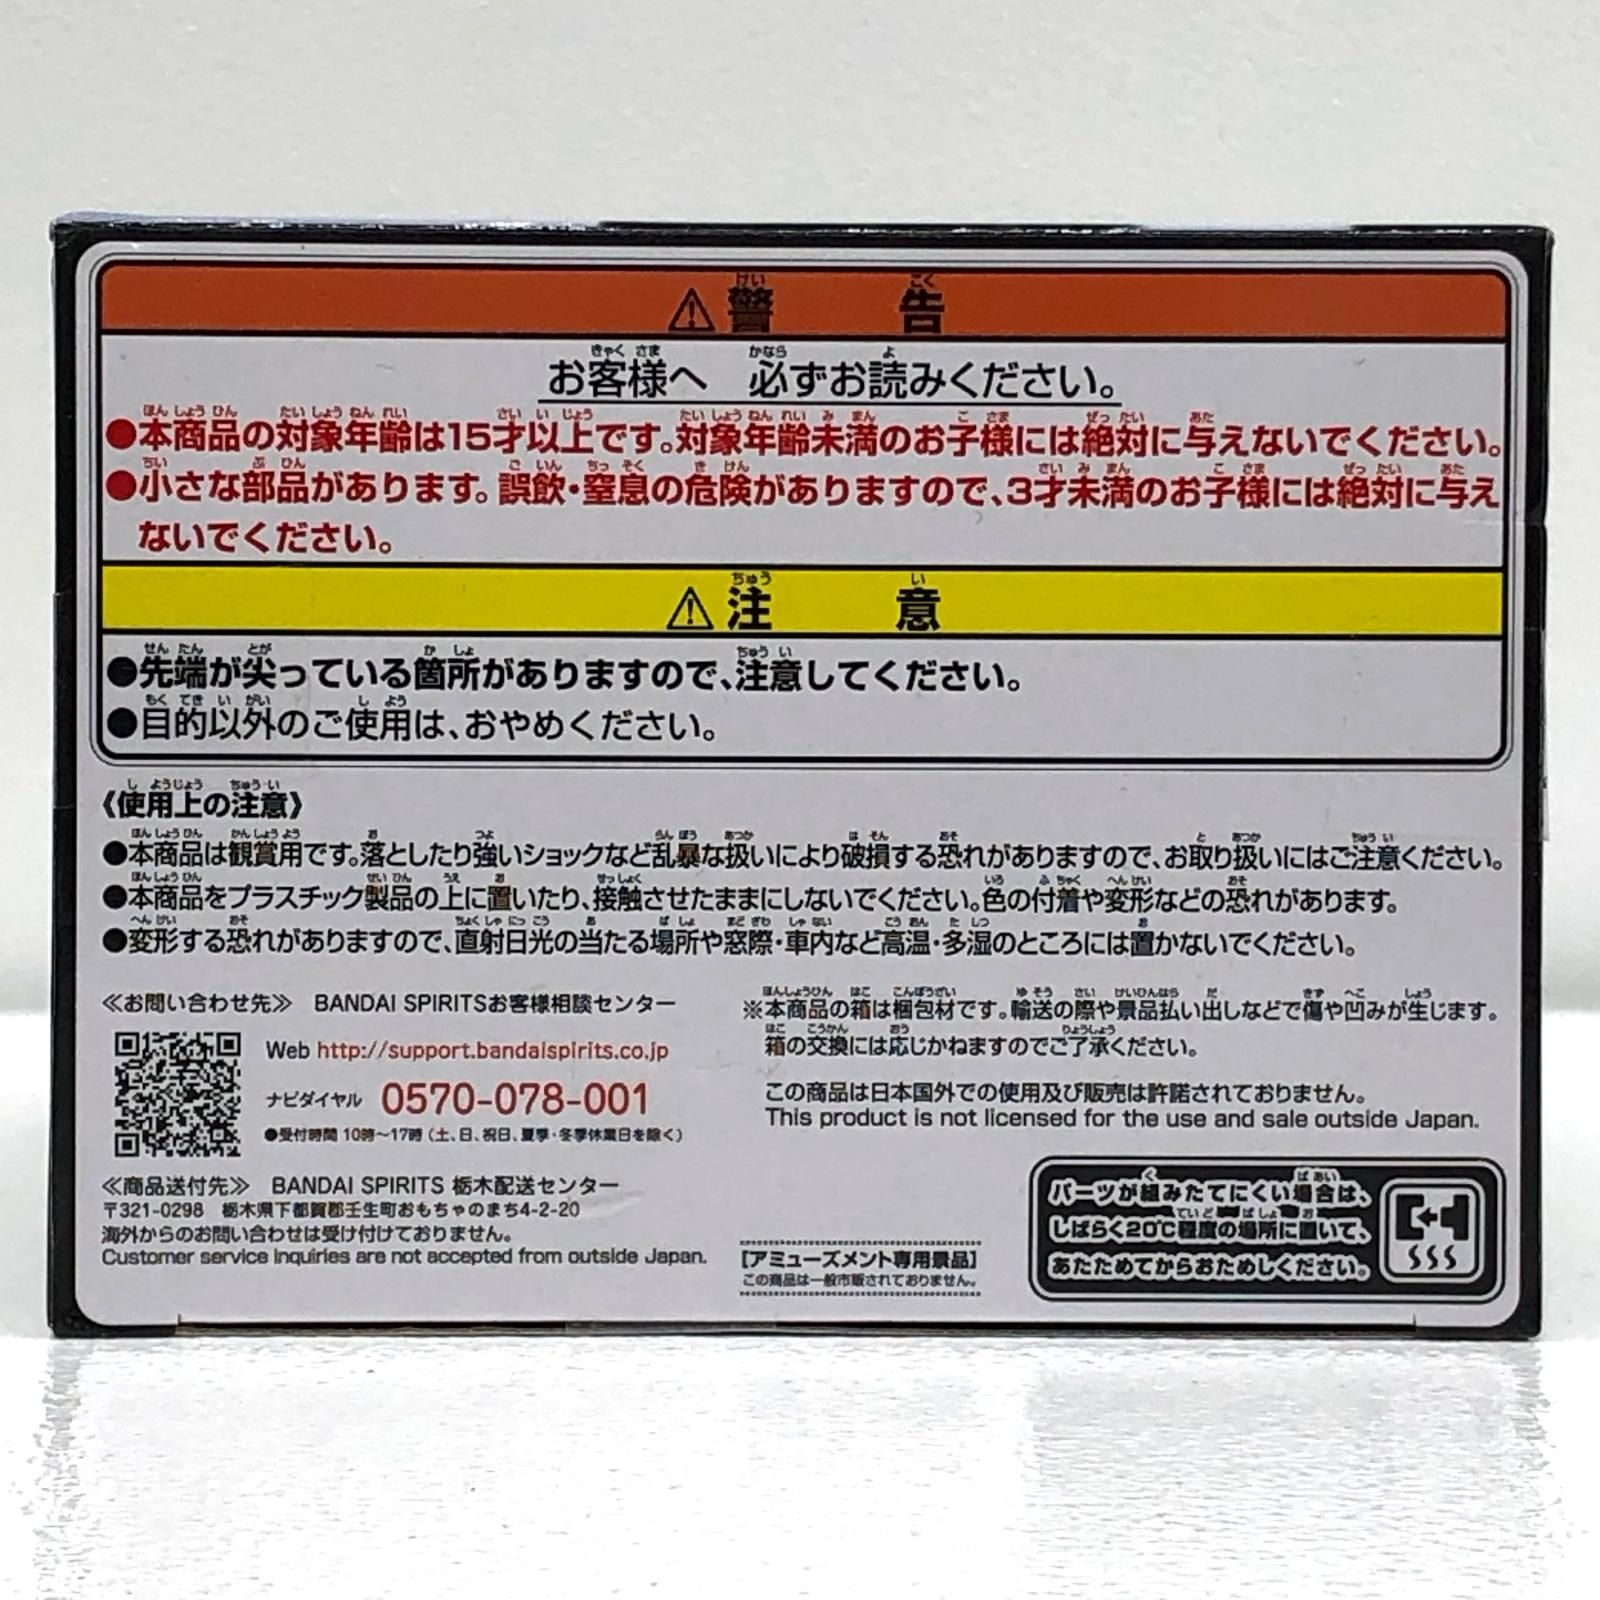 ⚠警告
お客様へ 必ずお読みください。
●本商品の対象年齢は15才以上です。対象年齢未満のお子様には絶対に与えないでください。
●小さな部品があります。誤飲・窒息の危険がありますので、3才未満のお子様には絶対に与え
ないでください。
⚠注意
●先端が尖っている箇所がありますので、注意してください。
●目的以外のご使用は、おやめください。
《使用上の注意》
●本商品は観賞用です。落としたり強いショックなど乱暴な扱いにより破損する恐れがありますので、お取り扱いにはご注意ください。
●本商品をプラスチック製品の上に置いたり、接触させたままにしないでください。色の付着や変形などの恐れがあります。
●変形する恐れがありますので、直射日光の当たる場所や窓際・車内など高温・多湿のところには置かないでください。
≪お問い合わせ先≫ BANDAI SPIRITSお客様相談センター
Web http://support.bandaispirits.co.jp
ナビダイヤル 0570-078-001
●受付時間 10時～17時 (土、日、祝日、夏季・冬季休業日を除く)
≪商品送付先≫ BANDAI SPIRITS 栃木配送センター
〒321-0298 栃木県下都賀郡壬生町おもちゃのまち4-2-20
海外からのお問い合わせは受け付けておりません。
Customer service inquiries are not accepted from outside Japan.
※本商品の箱は梱包材です。輸送の際や景品払い出しなどで傷や凹みが生じます。
箱の交換には応じかねますのでご了承ください。
この商品は日本国外での使用及び販売は許諾されておりません。
This product is not licensed for the use and sale outside Japan.
[アミューズメント専用景品]
この商品は一般市販されておりません。
パーツが組みたてにくい場合は、
しばらく20℃程度の場所に置いて、
あたためてからおためしください。